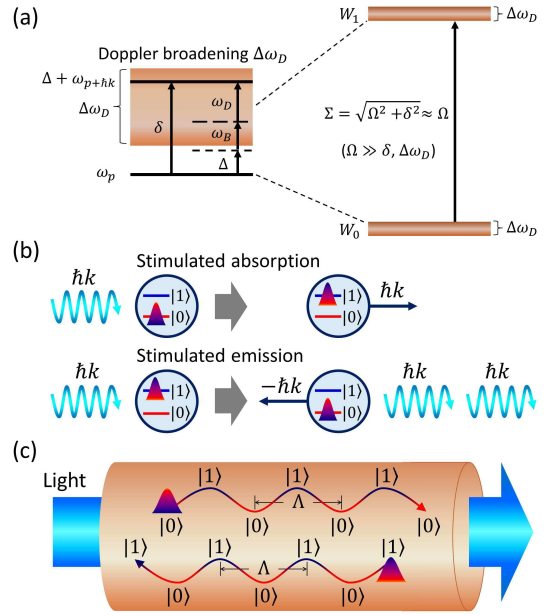 (a)
Doppler broadening Δω_D
Δ + ω_{p+ħk}
Δω_D
δ
ω_D
ω_B
Δ
ω_p
W_1
Δω_D
Σ = √(Ω² + δ²) ≈ Ω
(Ω ≫ δ, Δω_D)
W_0
Δω_D
(b)
Stimulated absorption
ħk
|1⟩
|0⟩
|1⟩
|0⟩
ħk
Stimulated emission
ħk
|1⟩
|0⟩
−ħk
|1⟩
|0⟩
ħk
ħk
(c)
Light
|1⟩ |1⟩ |1⟩
Λ
|0⟩ |0⟩ |0⟩ |0⟩
|1⟩ |1⟩ |1⟩ |1⟩
Λ
|0⟩ |0⟩ |0⟩